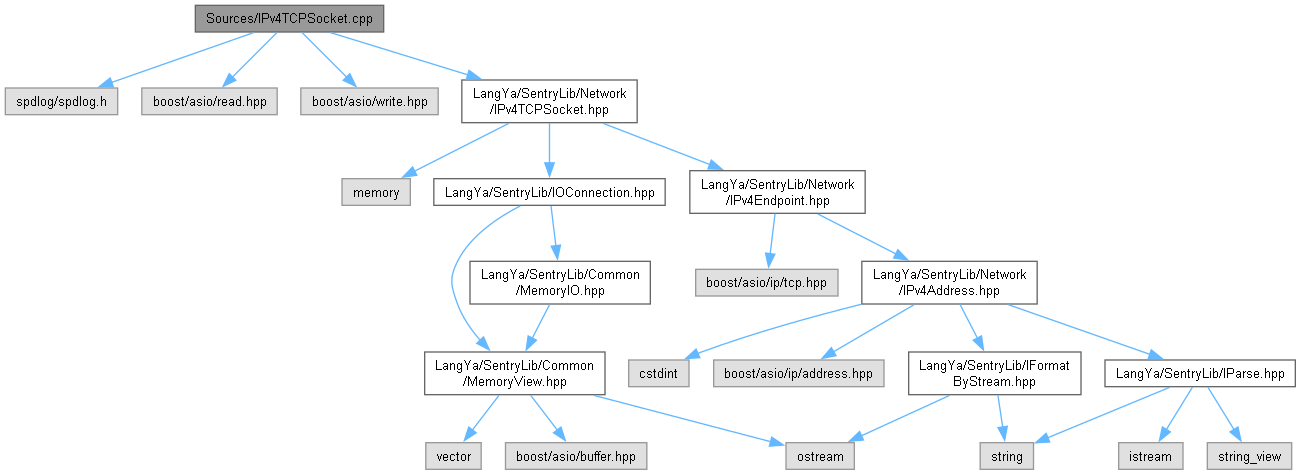 Sources/IPv4TCPSocket.cpp
spdlog/spdlog.h
boost/asio/read.hpp
boost/asio/write.hpp
LangYa/SentryLib/Network
/IPv4TCPSocket.hpp
memory
LangYa/SentryLib/IOConnection.hpp
LangYa/SentryLib/Network
/IPv4Endpoint.hpp
LangYa/SentryLib/Common
/MemoryIO.hpp
boost/asio/ip/tcp.hpp
LangYa/SentryLib/Network
/IPv4Address.hpp
LangYa/SentryLib/Common
/MemoryView.hpp
cstdint
boost/asio/ip/address.hpp
LangYa/SentryLib/IFormat
ByStream.hpp
LangYa/SentryLib/IParse.hpp
vector
boost/asio/buffer.hpp
ostream
string
istream
string_view